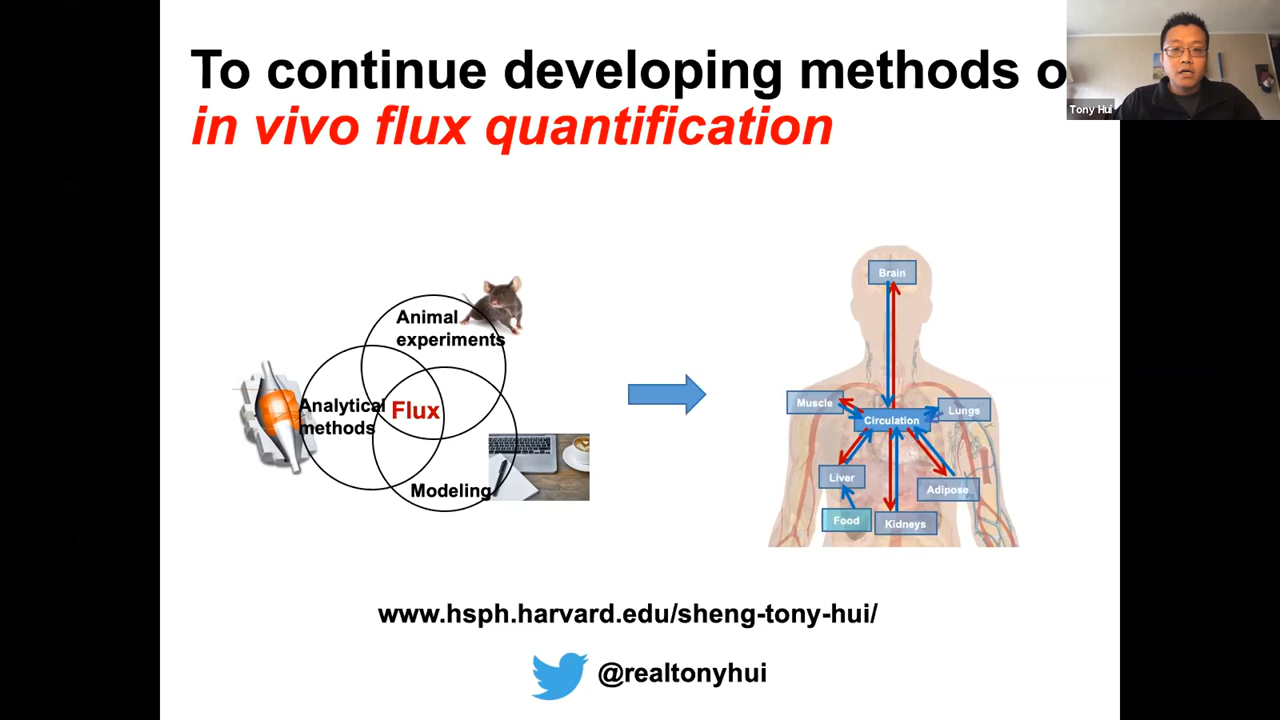 To continue developing methods o
in vivo flux quantification
Tony Hui
Animal
experiments
Analytical
methods
Flux
Modeling
Brain
Muscle
Circulation
Lungs
Liver
Adipose
Food
Kidneys
www.hsph.harvard.edu/sheng-tony-hui/
@realtonyhui